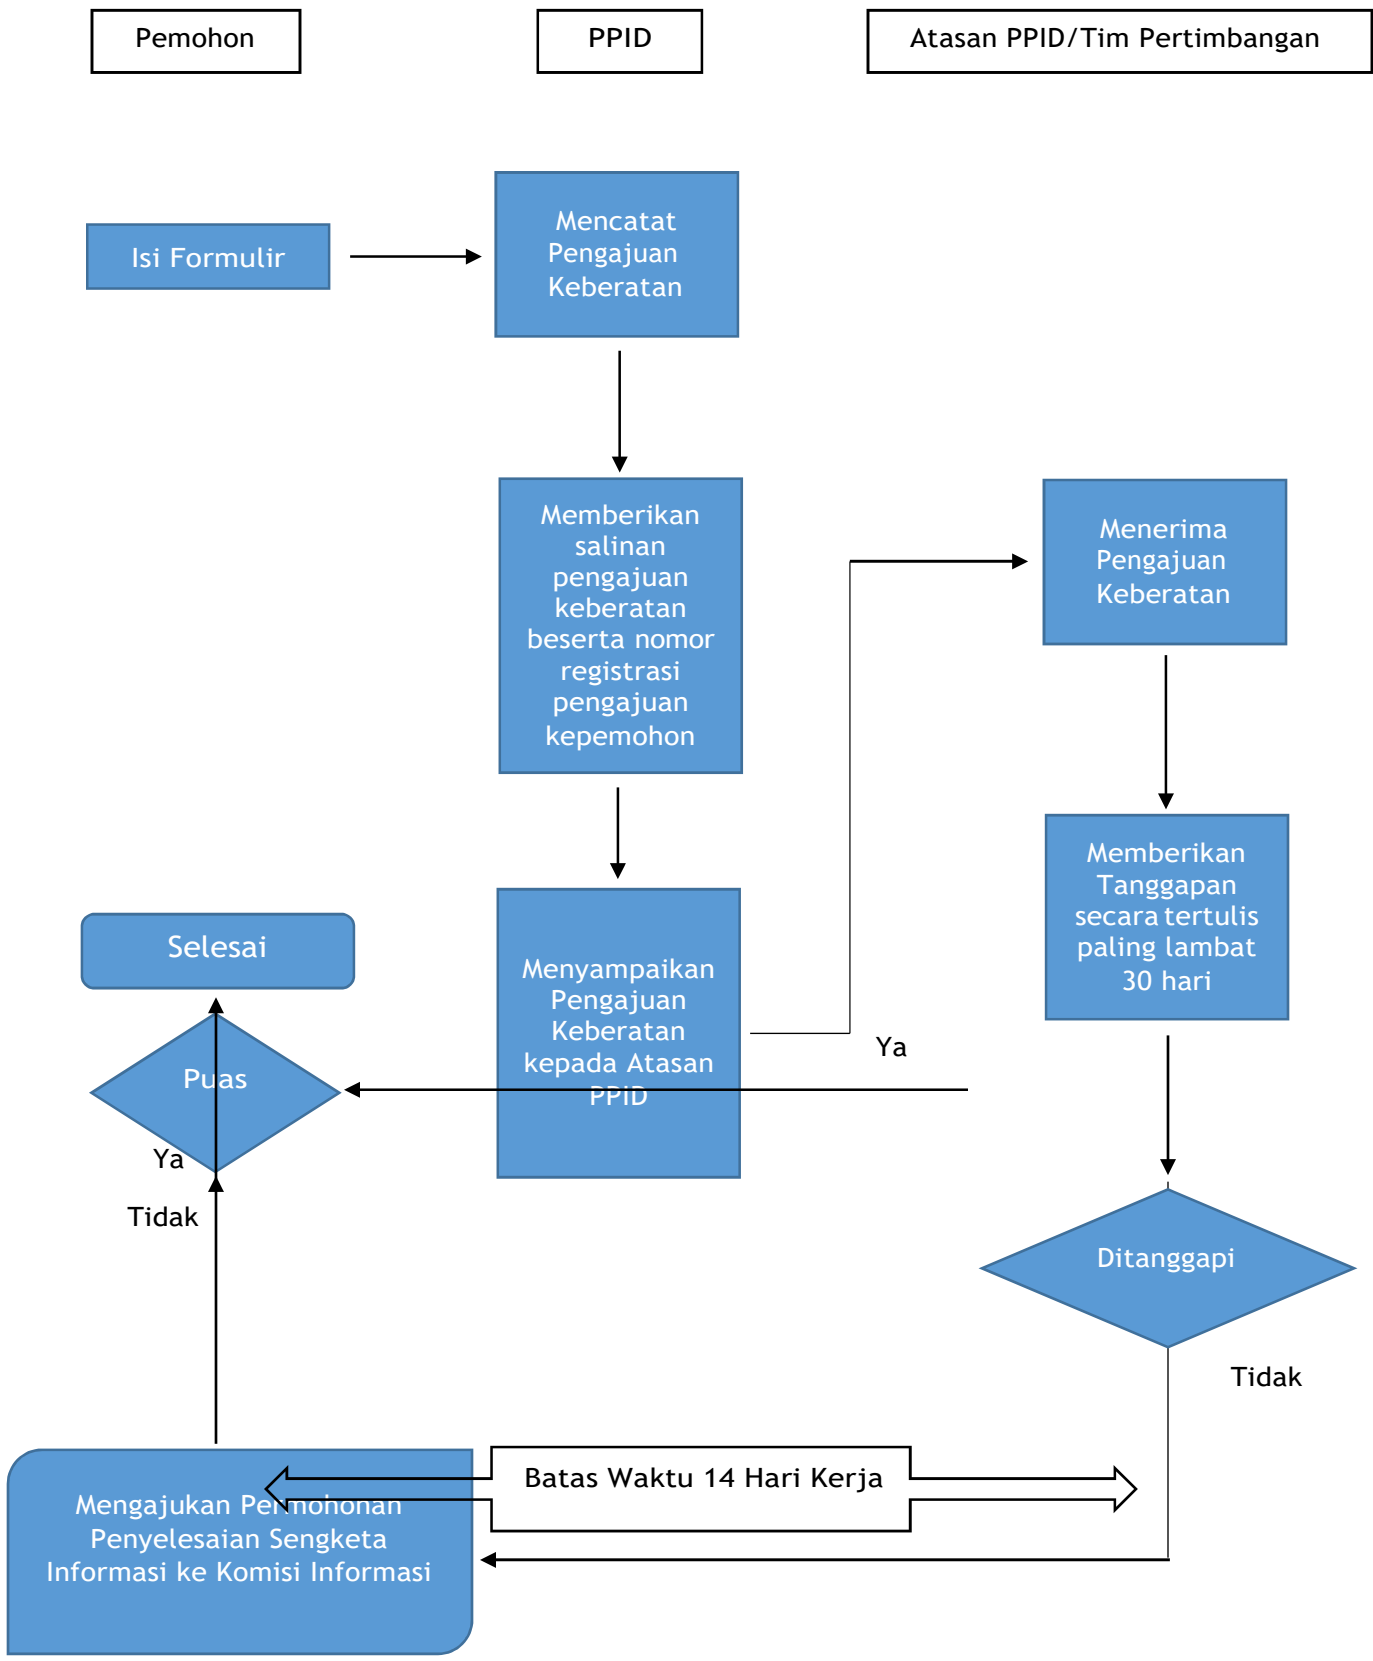 Pemohon
PPID
Atasan PPID/Tim Pertimbangan
Isi Formulir
Mencatat
Pengajuan
Keberatan
Memberikan
salinan
pengajuan
keberatan
beserta nomor
registrasi
pengajuan
kepemohon
Menerima
Pengajuan
Keberatan
Memberikan
Tanggapan
secara tertulis
paling lambat
30 hari
Selesai
Menyampaikan
Pengajuan
Keberatan
kepada Atasan
PPID
Ya
Puas
Ya
Tidak
Ditanggapi
Tidak
Batas Waktu 14 Hari Kerja
Mengajukan Permohonan
Penyelesaian Sengketa
Informasi ke Komisi Informasi